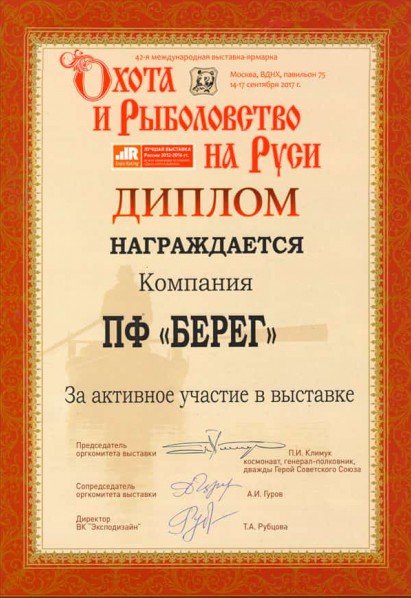 42-я международная выставка-ярмарка
Охота
Москва, ВДНХ, павильон 75
14-17 сентября 2017 г.
и Рыболовство
на Руси
ЛУЧШАЯ ВЫСТАВКА
России 2015-2016 гг.
ДИПЛОМ
НАГРАЖДАЕТСЯ
Компания
ПФ «БЕРЕГ»
За активное участие в выставке
Председатель
оргкомитета выставки
П.И. Климук
космонавт, генерал-полковник,
дважды Герой Советского Союза
Сопредседатель
оргкомитета выставки
А.И. Гуров
Директор
ВК "Эксподизайн"
Т.А. Рубцова